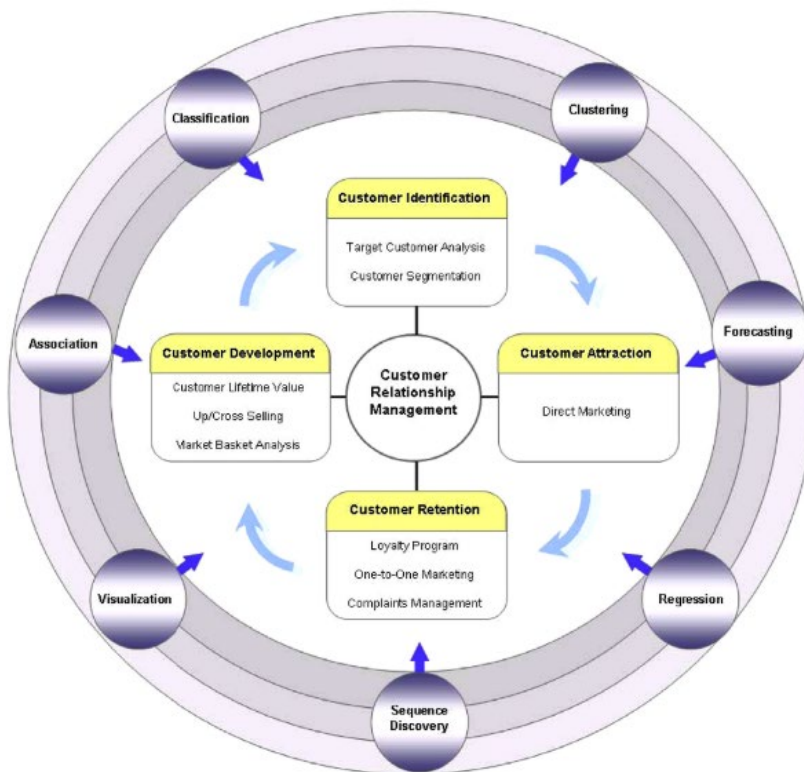 Classification
Clustering
Customer Identification
Target Customer Analysis
Customer Segmentation
Association
Forecasting
Customer Development
Customer Lifetime Value
Up/Cross Selling
Market Basket Analysis
Customer
Relationship
Management
Customer Attraction
Direct Marketing
Customer Retention
Loyalty Program
One-to-One Marketing
Complaints Management
Visualization
Regression
Sequence
Discovery